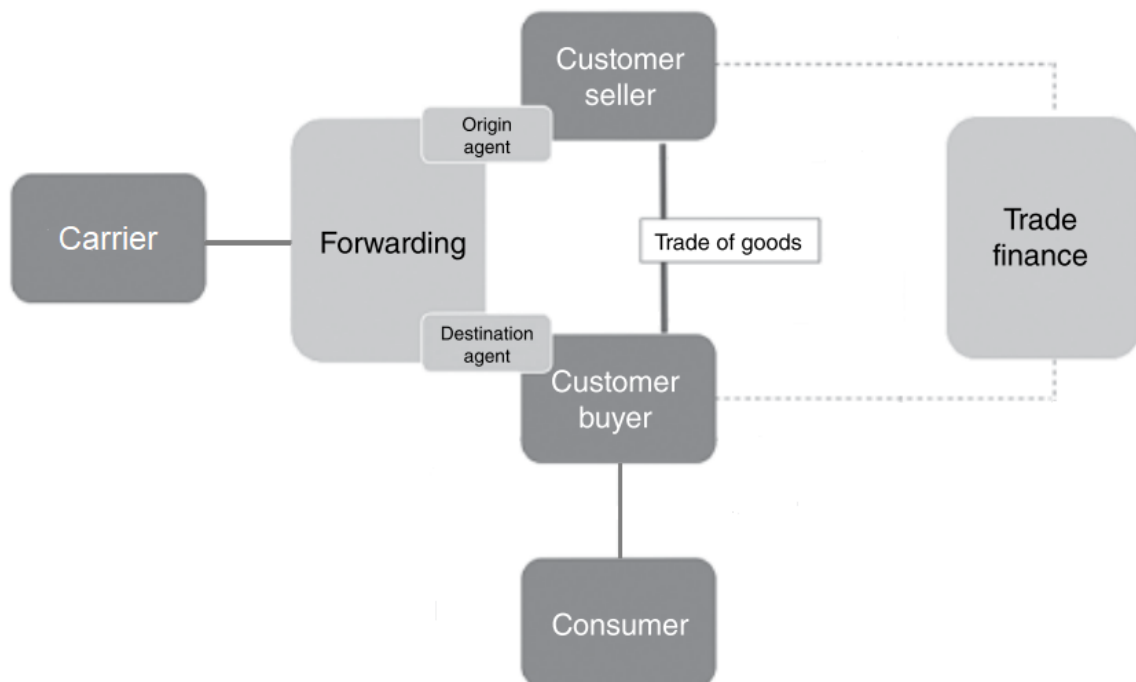 Customer
seller
Origin
agent
Carrier
Forwarding
Trade of goods
Trade
finance
Destination
agent
Customer
buyer
Consumer